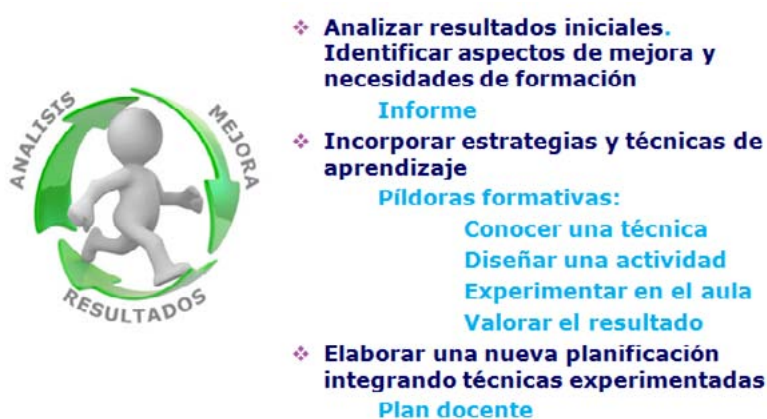 ANALISIS
MEJORA
RESULTADOS
Analizar resultados iniciales.
Identificar aspectos de mejora y
necesidades de formación
Informe
Incorporar estrategias y técnicas de
aprendizaje
Píldoras formativas:
Conocer una técnica
Diseñar una actividad
Experimentar en el aula
Valorar el resultado
Elaborar una nueva planificación
integrando técnicas experimentadas
Plan docente